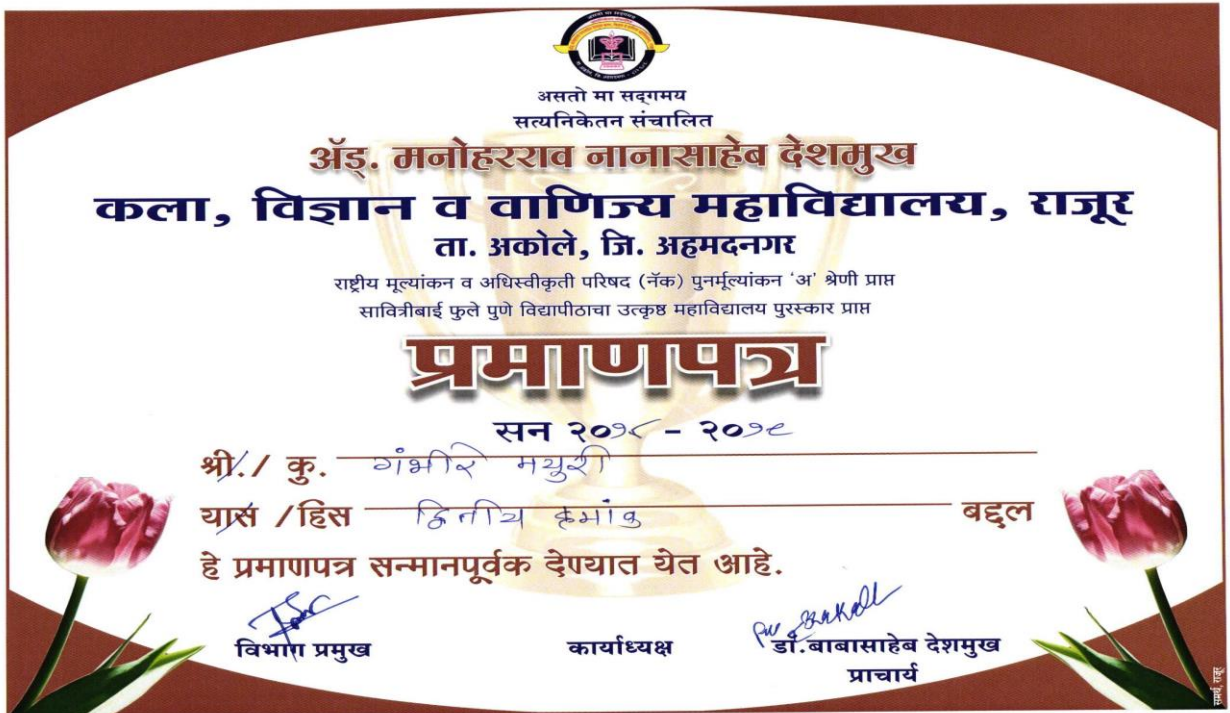 असतो मा सद्‌गमय
सत्यनिकेतन संचालित
ॲड. मनोहरराव नानासाहेब देशमुख
कला, विज्ञान व वाणिज्य महाविद्यालय, राजूर
ता. अकोले, जि. अहमदनगर
राष्ट्रीय मूल्यांकन व अधिस्वीकृती परिषद (नॅक) पुनर्मूल्यांकन ‘अ’ श्रेणी प्राप्त
सावित्रीबाई फुले पुणे विद्यापीठाचा उत्कृष्ठ महाविद्यालय पुरस्कार प्राप्त
प्रमाणपत्र
सन २०१८ - २०१९
श्री./ कु. गंभीरे मयुरी
यास /हिस द्वितीय क्रमांक बद्दल
हे प्रमाणपत्र सन्मानपूर्वक देण्यात येत आहे.
विभाग प्रमुख कार्याध्यक्ष डॉ.बाबासाहेब देशमुख
प्राचार्य
समर्थ, राजूर